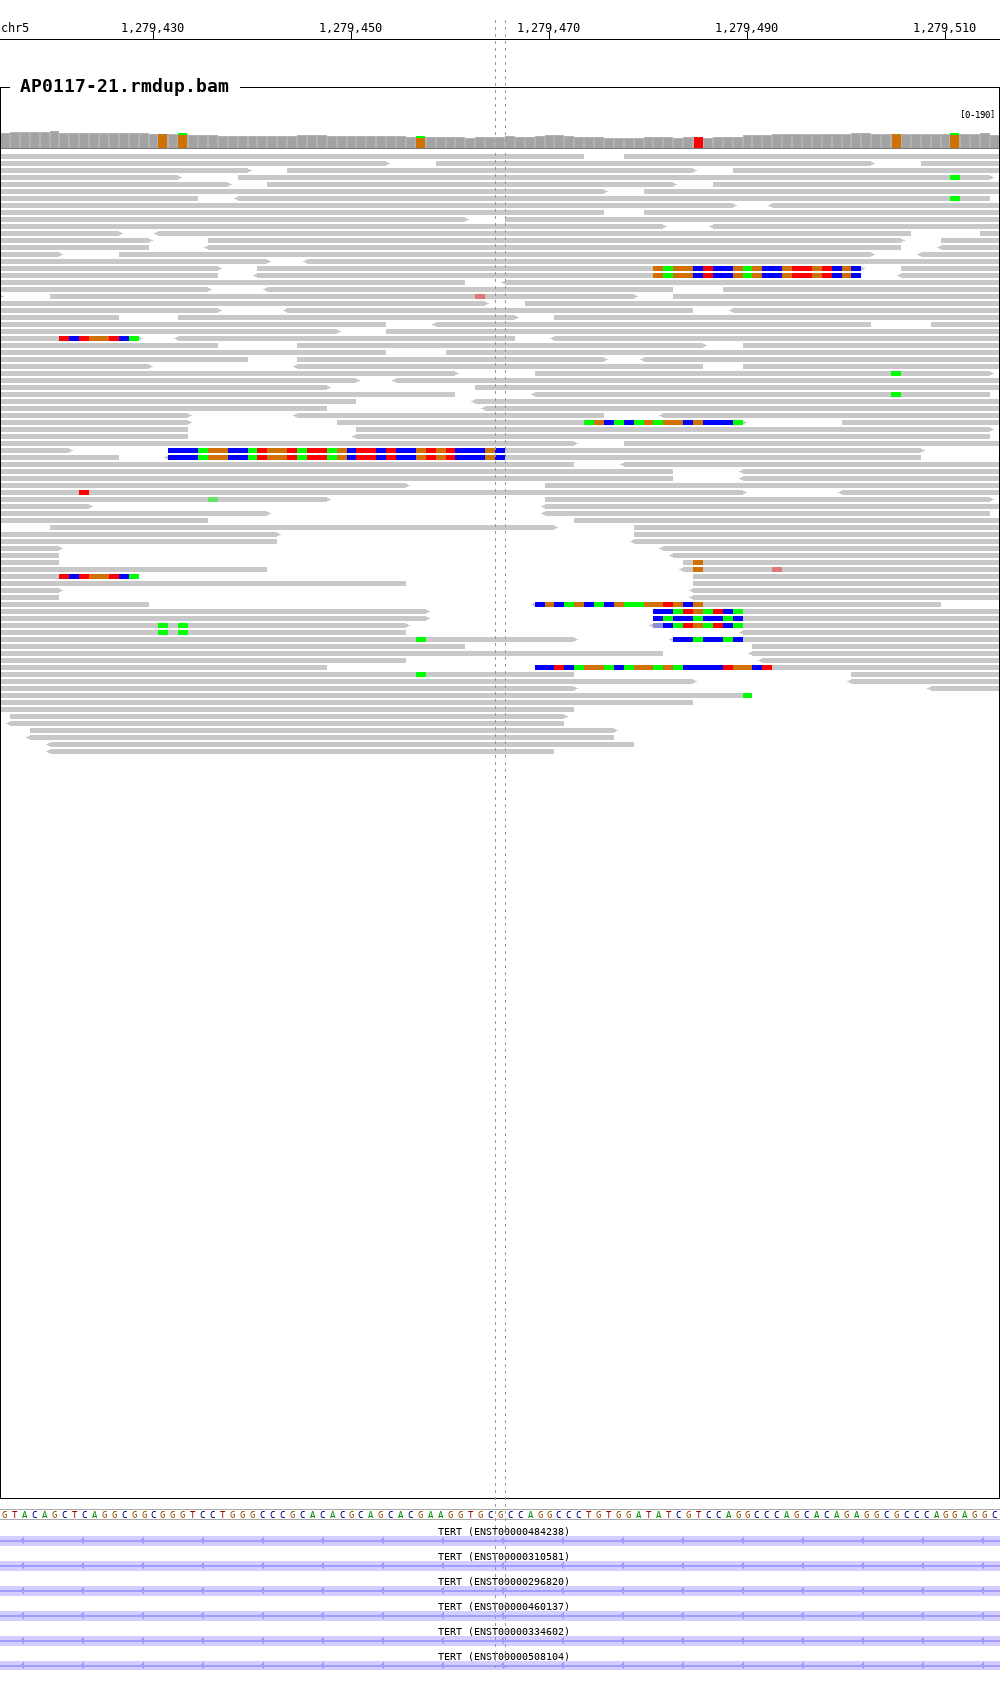 chr5 1,279,430 1,279,450 1,279,470 1,279,490 1,279,510
AP0117-21.rmdup.bam
[0-190]
GTACAGCTCAGGCGGCGGGTCCTGGGCCCGCACACGCAGCACGAAGGTGCGCCAGGCCCTGTGGATATCGTCCAGGCCCAGCACAGAGGCGCCCAGGAGGC
TERT (ENST00000484238)
TERT (ENST00000310581)
TERT (ENST00000296820)
TERT (ENST00000460137)
TERT (ENST00000334602)
TERT (ENST00000508104)